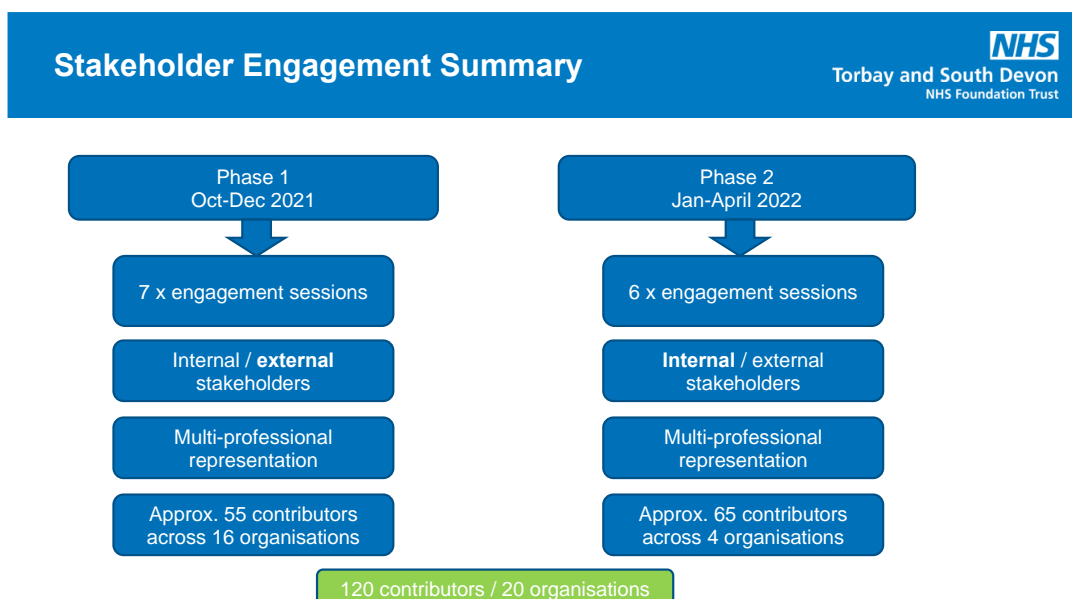 Stakeholder Engagement Summary
NHS
Torbay and South Devon
NHS Foundation Trust
Phase 1
Oct-Dec 2021
7 x engagement sessions
Internal / external
stakeholders
Multi-professional
representation
Approx. 55 contributors
across 16 organisations
Phase 2
Jan-April 2022
6 x engagement sessions
Internal / external
stakeholders
Multi-professional
representation
Approx. 65 contributors
across 4 organisations
120 contributors / 20 organisations